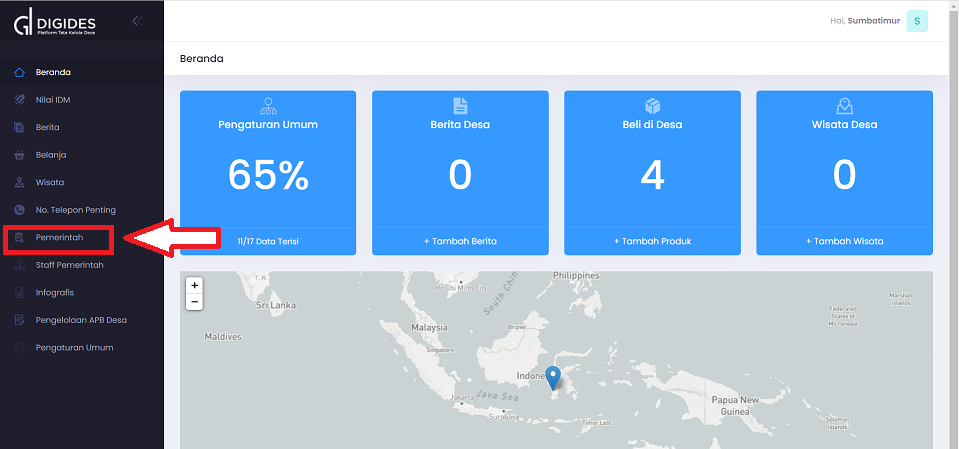 DIGIDES
Platform Tata Kelola Desa
Hai, Sumbatimur
S
Beranda
Nilai IDM
Berita
Belanja
Wisata
No. Telepon Penting
Pemerintah
Staff Pemerintah
Infografis
Pengelolaan APB Desa
Pengaturan Umum
Beranda
Pengaturan Umum
65%
11/17 Data Terisi
Berita Desa
0
+ Tambah Berita
Beli di Desa
4
+ Tambah Produk
Wisata Desa
0
+ Tambah Wisata
+
−
T.N.
Sri Lanka
Maldives
Ho Chi Minh City
South Chin
Philippines
Malaysia
Brunei
Singapore
Indone
Jakarta
Java Sea
Surabaya
Timor Lest
Papua New
Guinea
Solomon
Islands
Federated
States of
Micronesia
Marshall
Islands